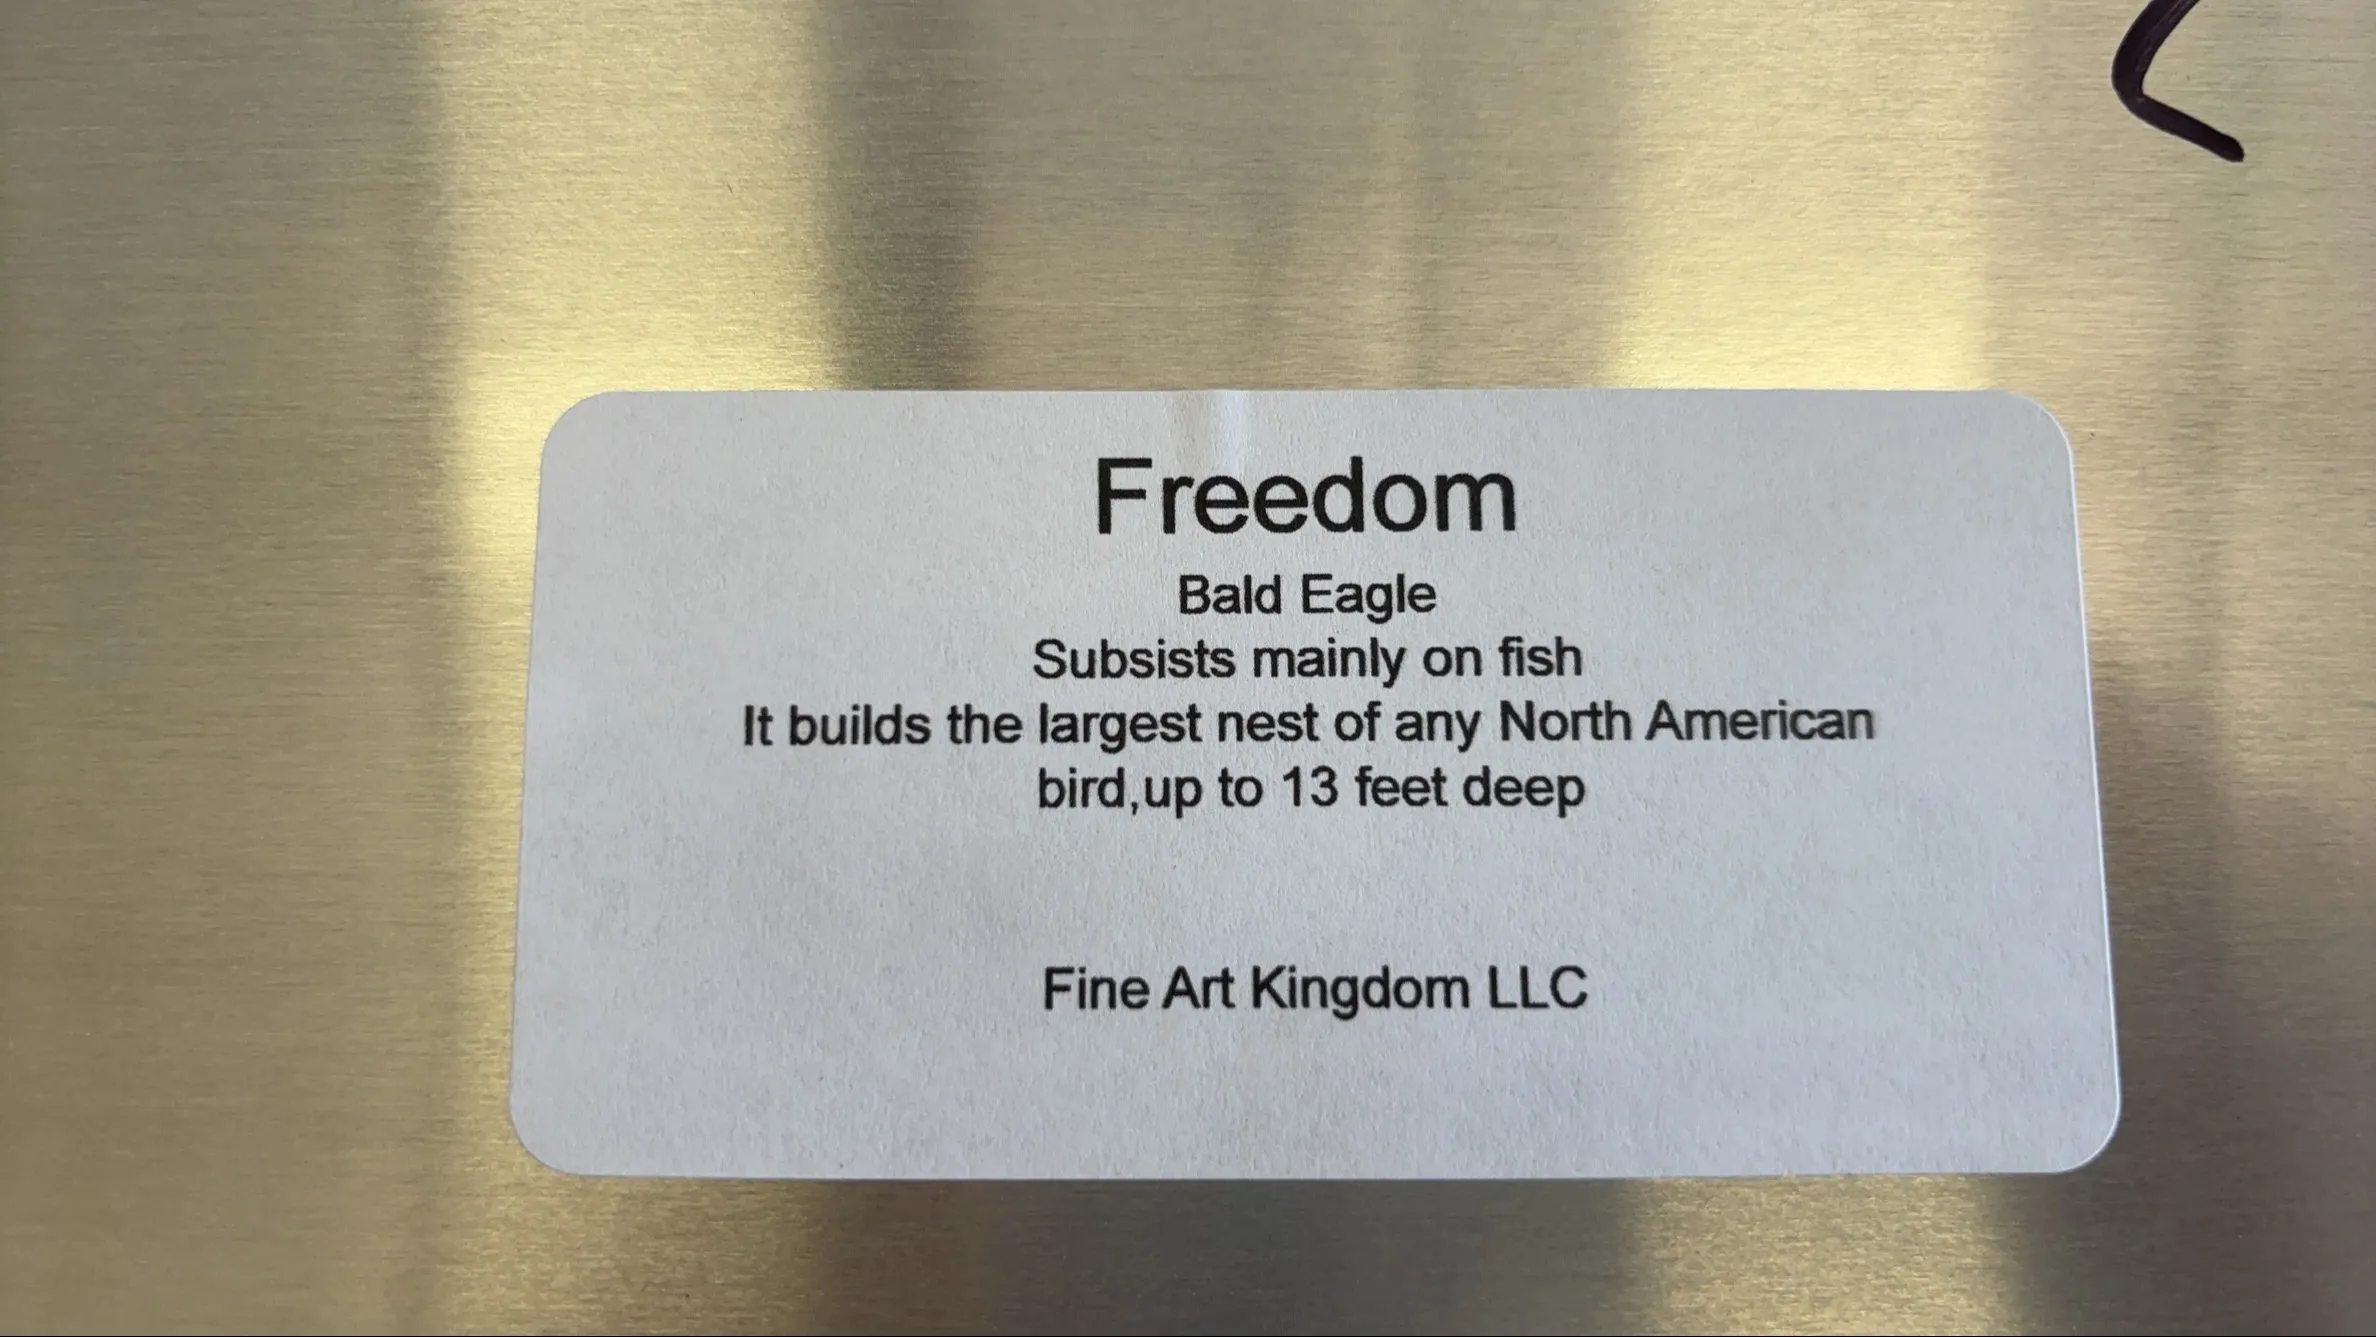 Freedom
Bald Eagle
Subsists mainly on fish
It builds the largest nest of any North American
bird,up to 13 feet deep
Fine Art Kingdom LLC